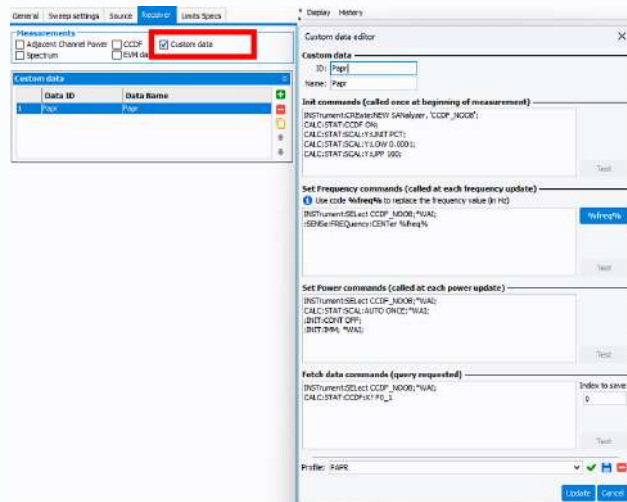 General Sweep settings Source Receiver Limits Specs
Measurements
Adjacent Channel Power CCDF Custom data
Spectrum EVM da
Custom data
Data ID Data Name
1 Papr Papr
Display History
Custom data editor
Custom data
ID: Papr
Name: Papr
Init commands (called once at beginning of measurement)
INSTrument:CREate:NEW SANalyzer, 'CCDF_NOOB';
CALC:STAT:CCDF ON;
CALC:STAT:SCAL:Y:UNIT PCT;
CALC:STAT:SCAL:Y:LOW 0.0001;
CALC:STAT:SCAL:Y:UPP 100;
Test
Set Frequency commands (called at each frequency update)
Use code %freq% to replace the frequency value (in Hz)
INSTrument:SELect CCDF_NOOB;*WAI;
:SENSe:FREQuency:CENTer %freq%
%freq%
Test
Set Power commands (called at each power update)
INSTrument:SELect CCDF_NOOB;*WAI;
CALC:STAT:SCAL:AUTO ONCE;*WAI;
:INIT:CONT OFF;
:INIT:IMM; *WAI;
Test
Fetch data commands (query requested)
INSTrument:SELect CCDF_NOOB;*WAI;
CALC:STAT:CCDF:X? P0_1
Index to save:
0
Test
Profile: PAPR
Update Cancel